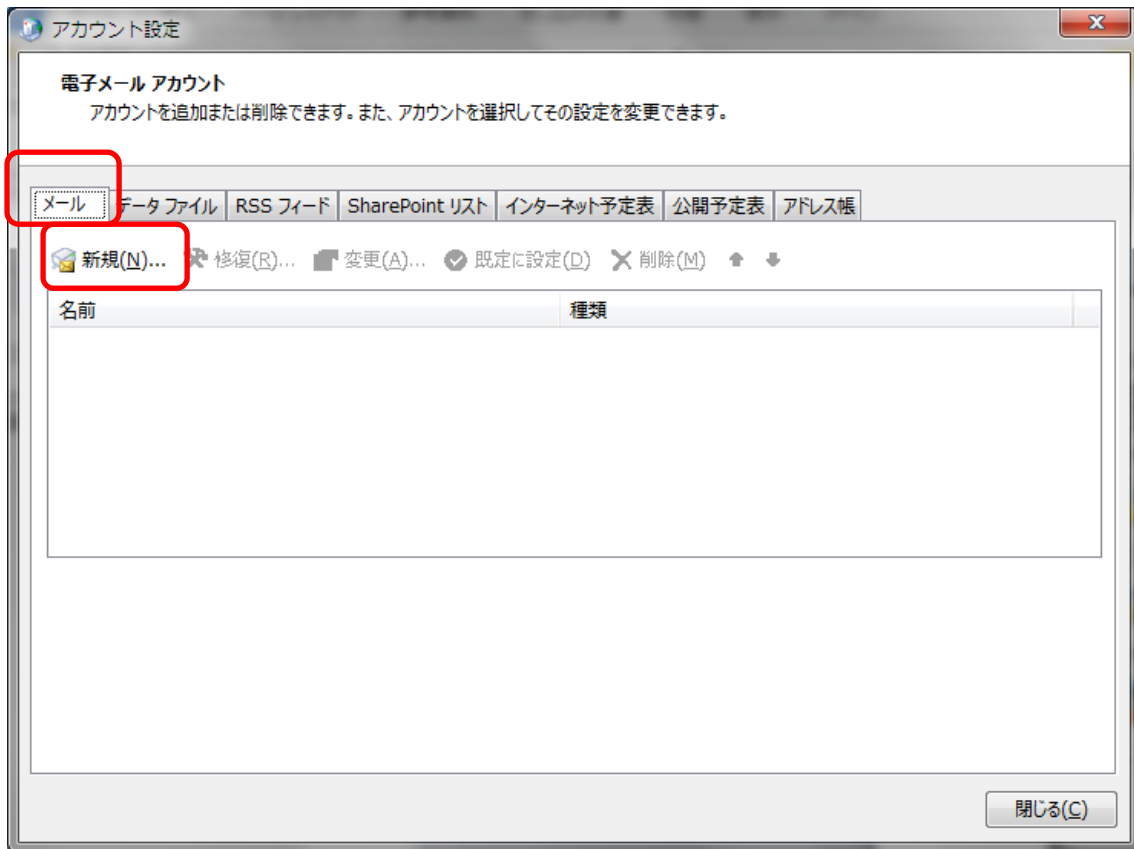 アカウント設定
電子メール アカウント
アカウントを追加または削除できます。また、アカウントを選択してその設定を変更できます。
メール データ ファイル RSS フィード SharePoint リスト インターネット予定表 公開予定表 アドレス帳
新規(N)... 修復(R)... 変更(A)... 既定に設定(D) 削除(M)
名前 種類
閉じる(C)